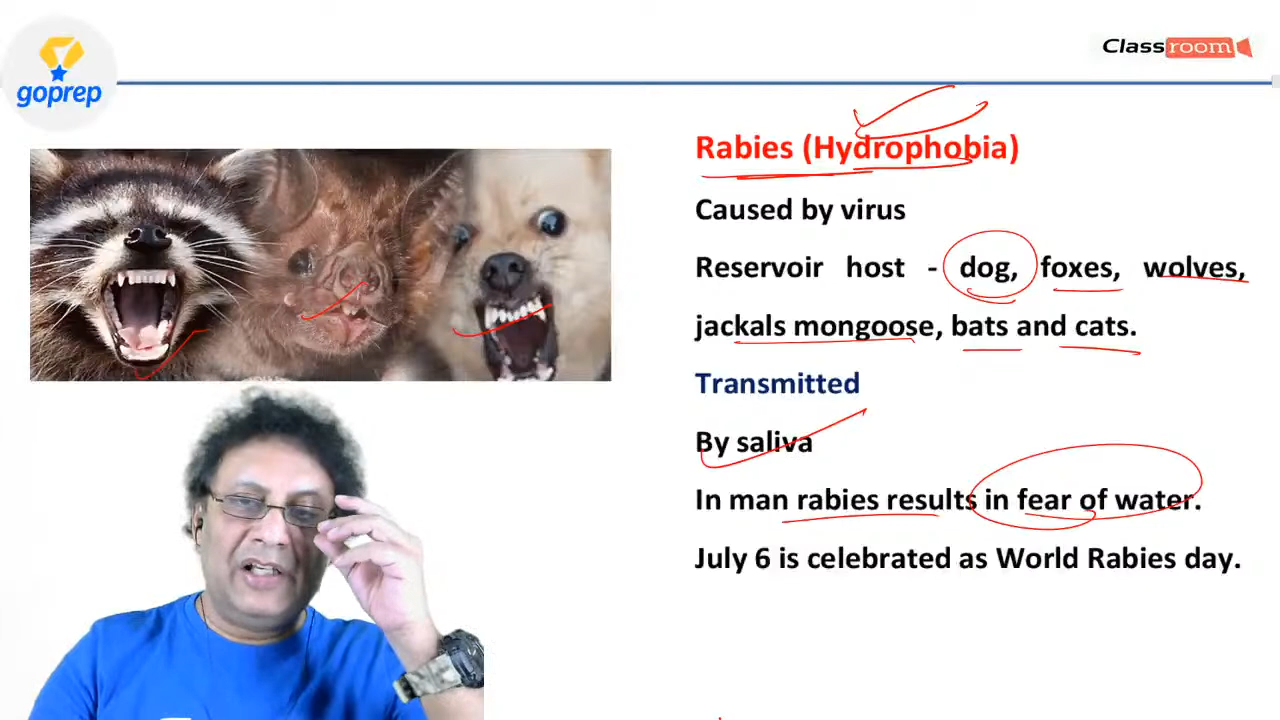 goprep
Classroom
Rabies (Hydrophobia)
Caused by virus
Reservoir host - dog, foxes, wolves,
jackals mongoose, bats and cats.
Transmitted
By saliva
In man rabies results in fear of water.
July 6 is celebrated as World Rabies day.